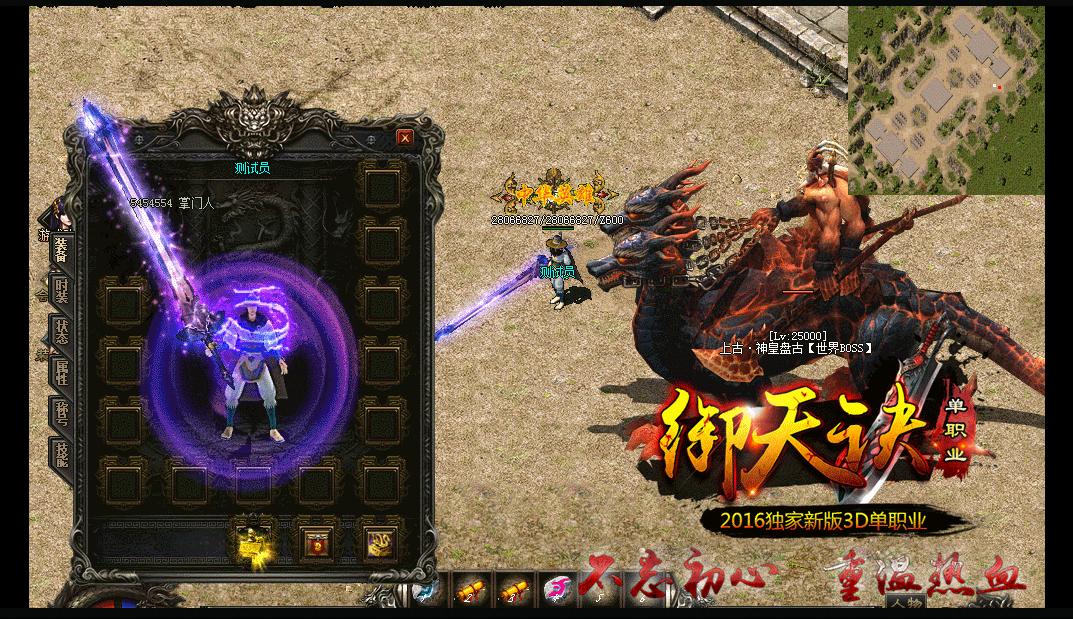 测试员
5454554 掌门人
装备
时装
状态
属性
称号
技能
中华英雄
28066827/28066827/Z600
测试员
[Lv:25000]
上古·神皇盘古【世界BOSS】
御天诀
单职业
2016独家新版3D单职业
不忘初心 重温热血
人物